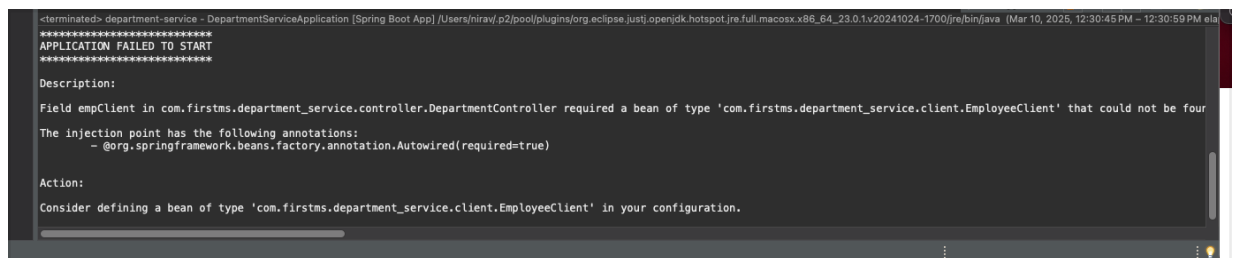 <terminated> department-service - DepartmentServiceApplication [Spring Boot App] /Users/nirav/.p2/pool/plugins/org.eclipse.justj.openjdk.hotspot.jre.full.macosx.x86_64_23.0.1.v20241024-1700/jre/bin/java (Mar 10, 2025, 12:30:45 PM – 12:30:59 PM ela
***************************
APPLICATION FAILED TO START
***************************
Description:
Field empClient in com.firstms.department_service.controller.DepartmentController required a bean of type 'com.firstms.department_service.client.EmployeeClient' that could not be four
The injection point has the following annotations:
- @org.springframework.beans.factory.annotation.Autowired(required=true)
Action:
Consider defining a bean of type 'com.firstms.department_service.client.EmployeeClient' in your configuration.